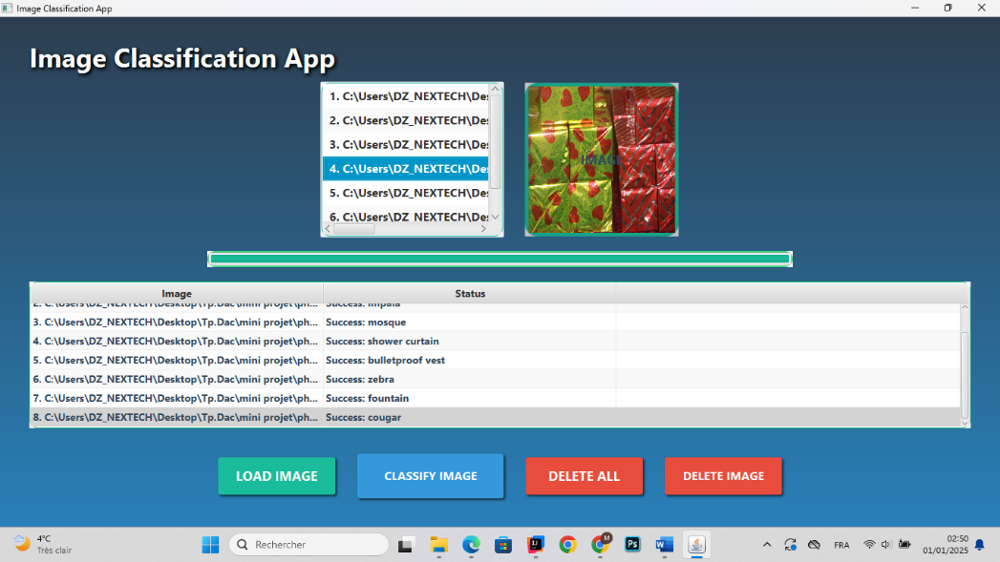 Image Classification App
Image Classification App
1. C:\Users\DZ_NEXTECH\Des
2. C:\Users\DZ_NEXTECH\Des
3. C:\Users\DZ_NEXTECH\Des
4. C:\Users\DZ_NEXTECH\Des
5. C:\Users\DZ_NEXTECH\Des
6. C:\Users\DZ_NEXTECH\Des
IMAGE
Image Status
2. C:\Users\DZ_NEXTECH\Desktop\Tp.Dac\mini projet\ph... Success: impala
3. C:\Users\DZ_NEXTECH\Desktop\Tp.Dac\mini projet\ph... Success: mosque
4. C:\Users\DZ_NEXTECH\Desktop\Tp.Dac\mini projet\ph... Success: shower curtain
5. C:\Users\DZ_NEXTECH\Desktop\Tp.Dac\mini projet\ph... Success: bulletproof vest
6. C:\Users\DZ_NEXTECH\Desktop\Tp.Dac\mini projet\ph... Success: zebra
7. C:\Users\DZ_NEXTECH\Desktop\Tp.Dac\mini projet\ph... Success: fountain
8. C:\Users\DZ_NEXTECH\Desktop\Tp.Dac\mini projet\ph... Success: cougar
LOAD IMAGE CLASSIFY IMAGE DELETE ALL DELETE IMAGE
4°C
Très clair
Rechercher
M
Ps
W
FRA
02:50
01/01/2025